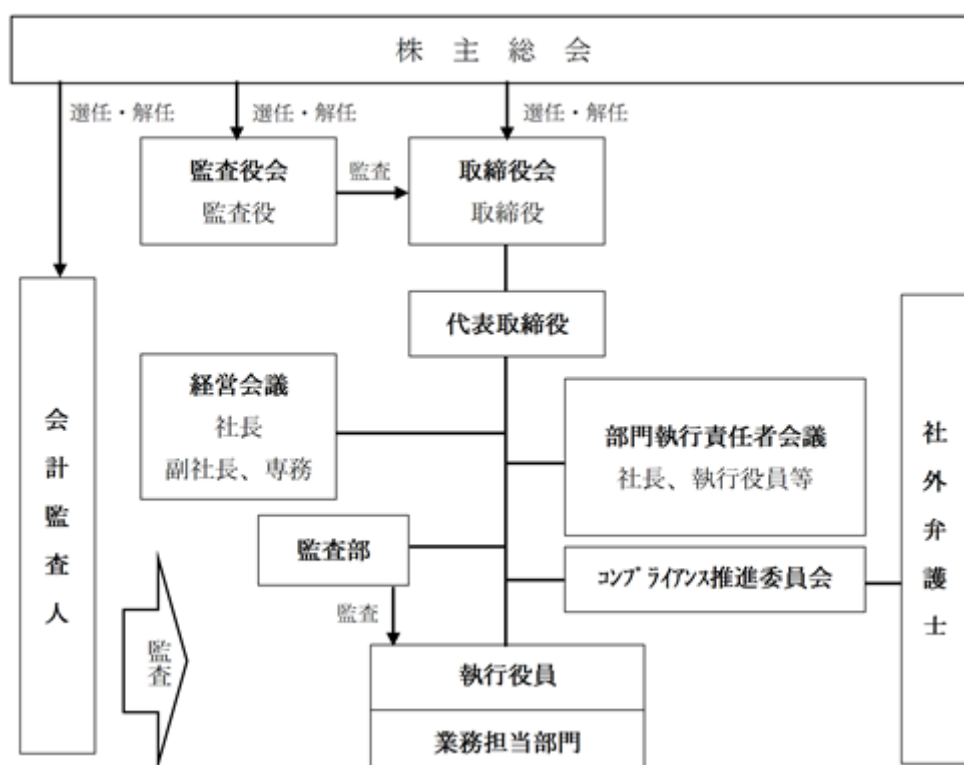 株主総会
選任・解任
選任・解任
選任・解任
監査役会
監査役
監査
取締役会
取締役
代表取締役
経営会議
社長
副社長、専務
部門執行責任者会議
社長、執行役員等
会計監査人
社外弁護士
監査部
コンプライアンス推進委員会
監査
監査
執行役員
業務担当部門